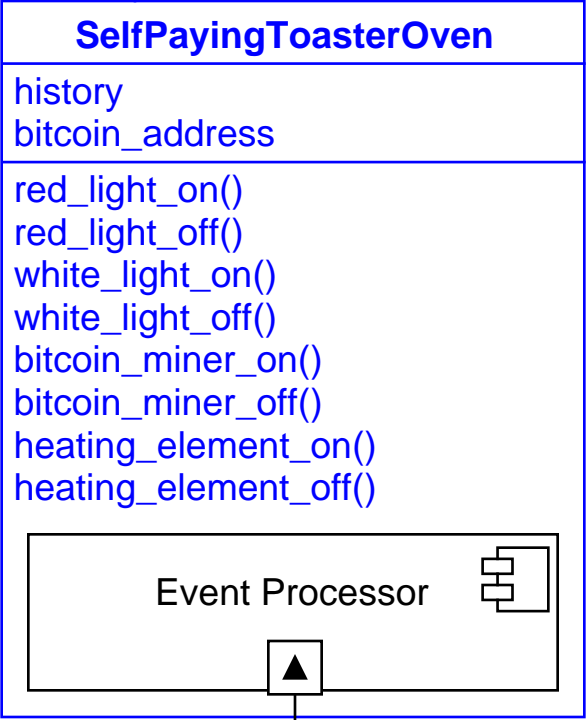 SelfPayingToasterOven
history
bitcoin_address
red_light_on()
red_light_off()
white_light_on()
white_light_off()
bitcoin_miner_on()
bitcoin_miner_off()
heating_element_on()
heating_element_off()
Event Processor